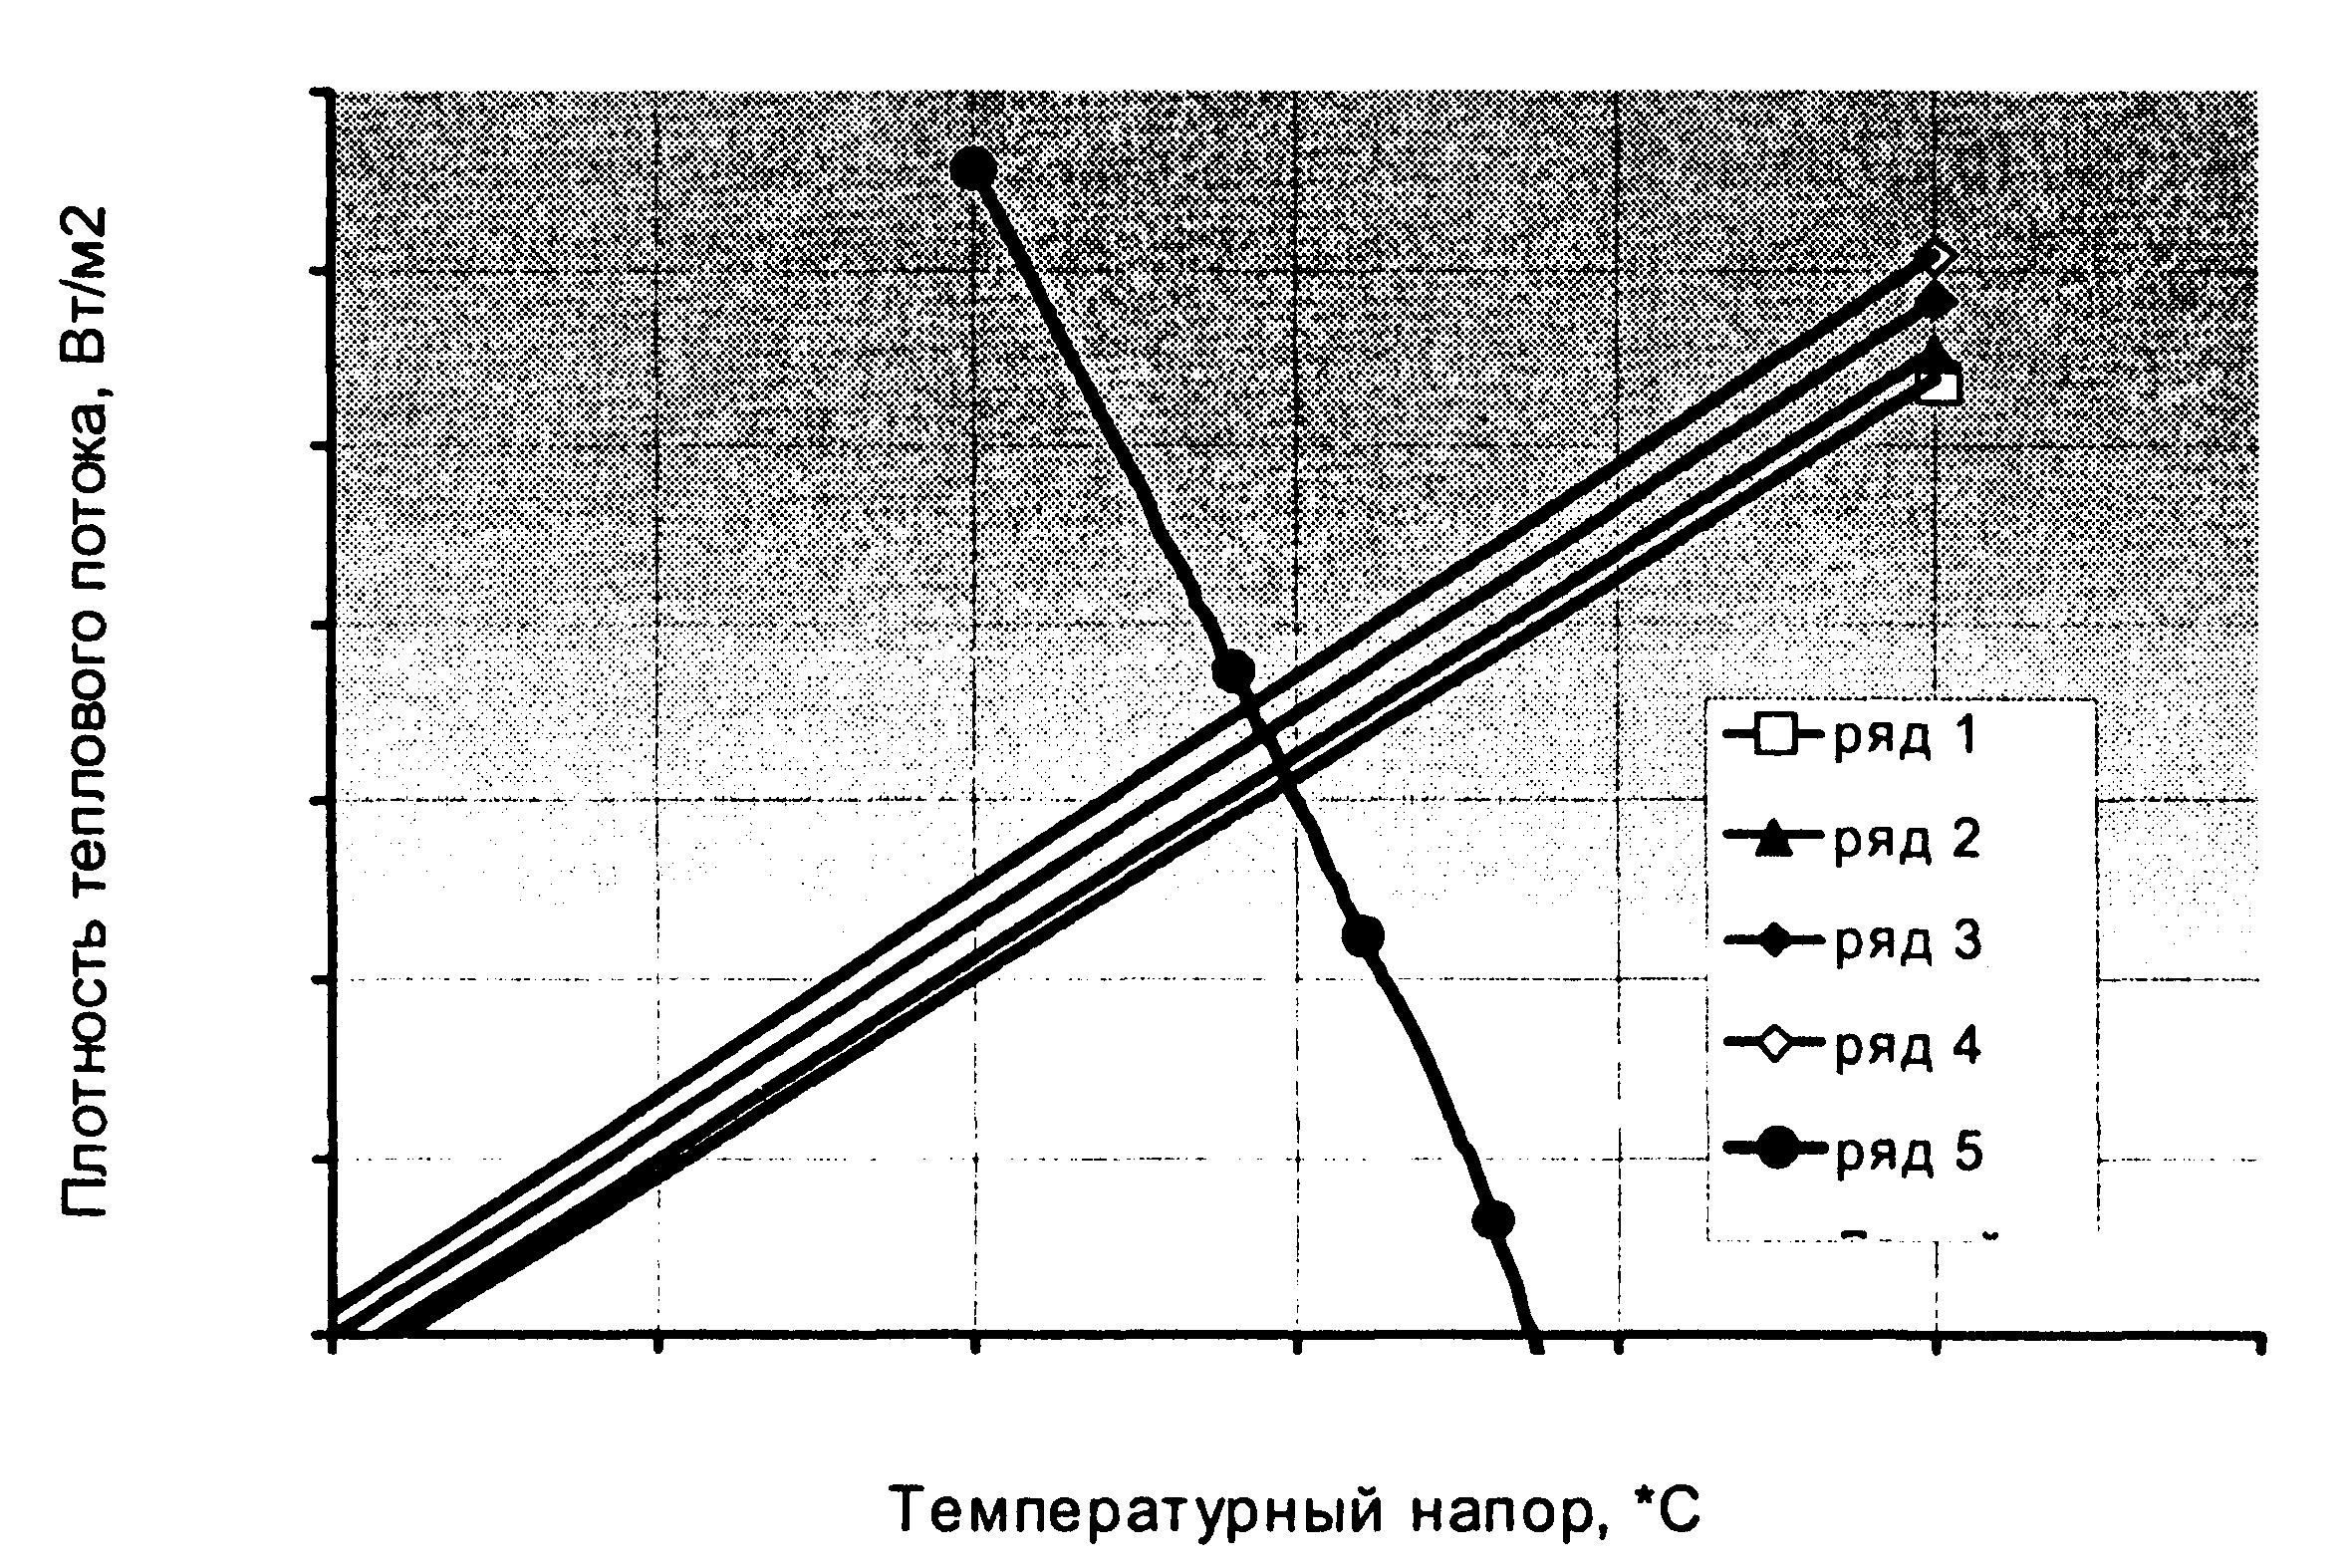 Плотность теплового потока, Вт/м2
ряд 1
ряд 2
ряд 3
ряд 4
ряд 5
Температурный напор, *С